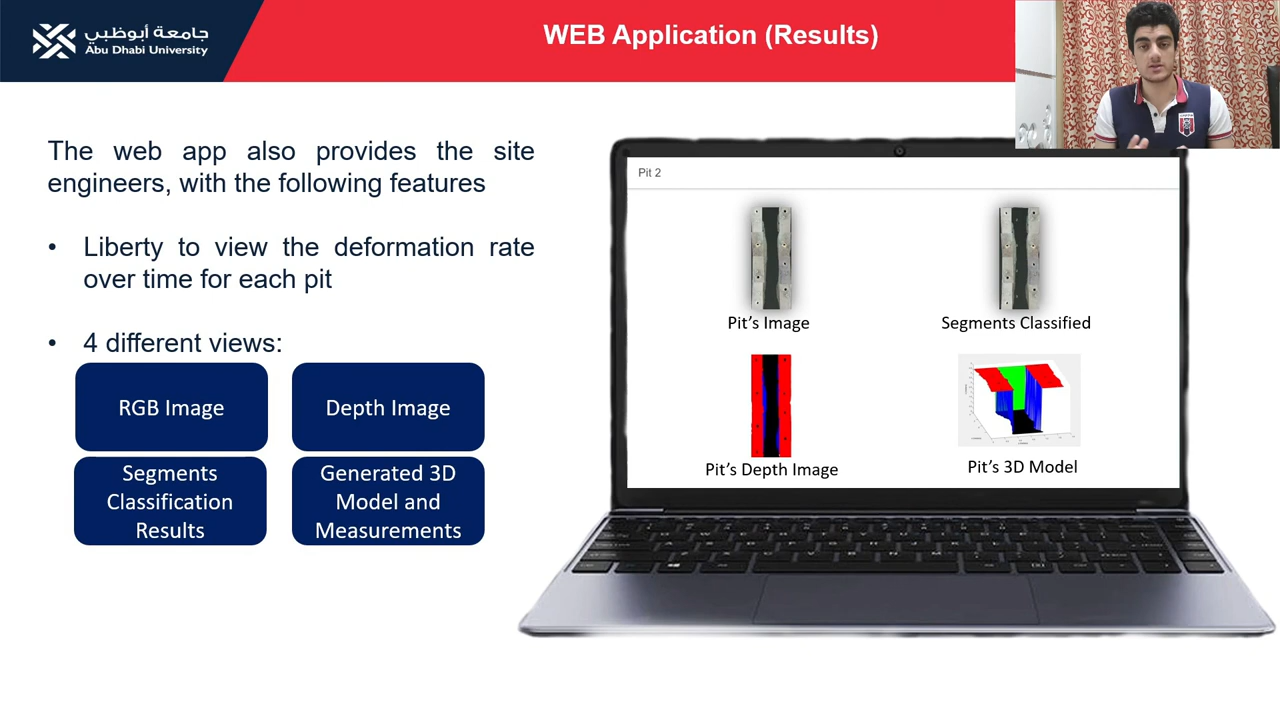 جامعة أبوظبي
Abu Dhabi University
WEB Application (Results)
The web app also provides the site
engineers, with the following features
• Liberty to view the deformation rate
over time for each pit
• 4 different views:
RGB Image
Depth Image
Segments
Classification
Results
Generated 3D
Model and
Measurements
Pit 2
Pit's Image
Segments Classified
Pit's Depth Image
Pit's 3D Model